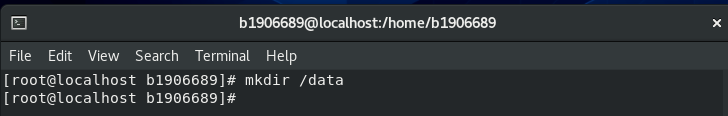 b1906689@localhost:/home/b1906689
File Edit View Search Terminal Help
[root@localhost b1906689]# mkdir /data
[root@localhost b1906689]#